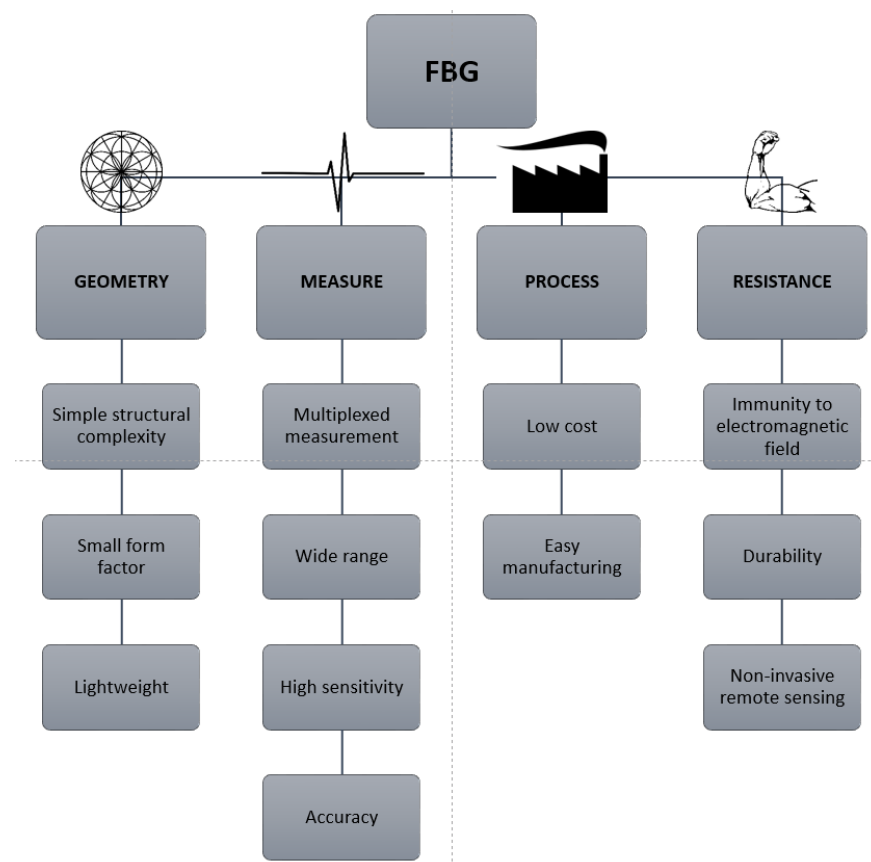 FBG
GEOMETRY
MEASURE
PROCESS
RESISTANCE
Simple structural
complexity
Multiplexed
measurement
Low cost
Immunity to
electromagnetic
field
Small form
factor
Wide range
Easy
manufacturing
Durability
Lightweight
High sensitivity
Non-invasive
remote sensing
Accuracy